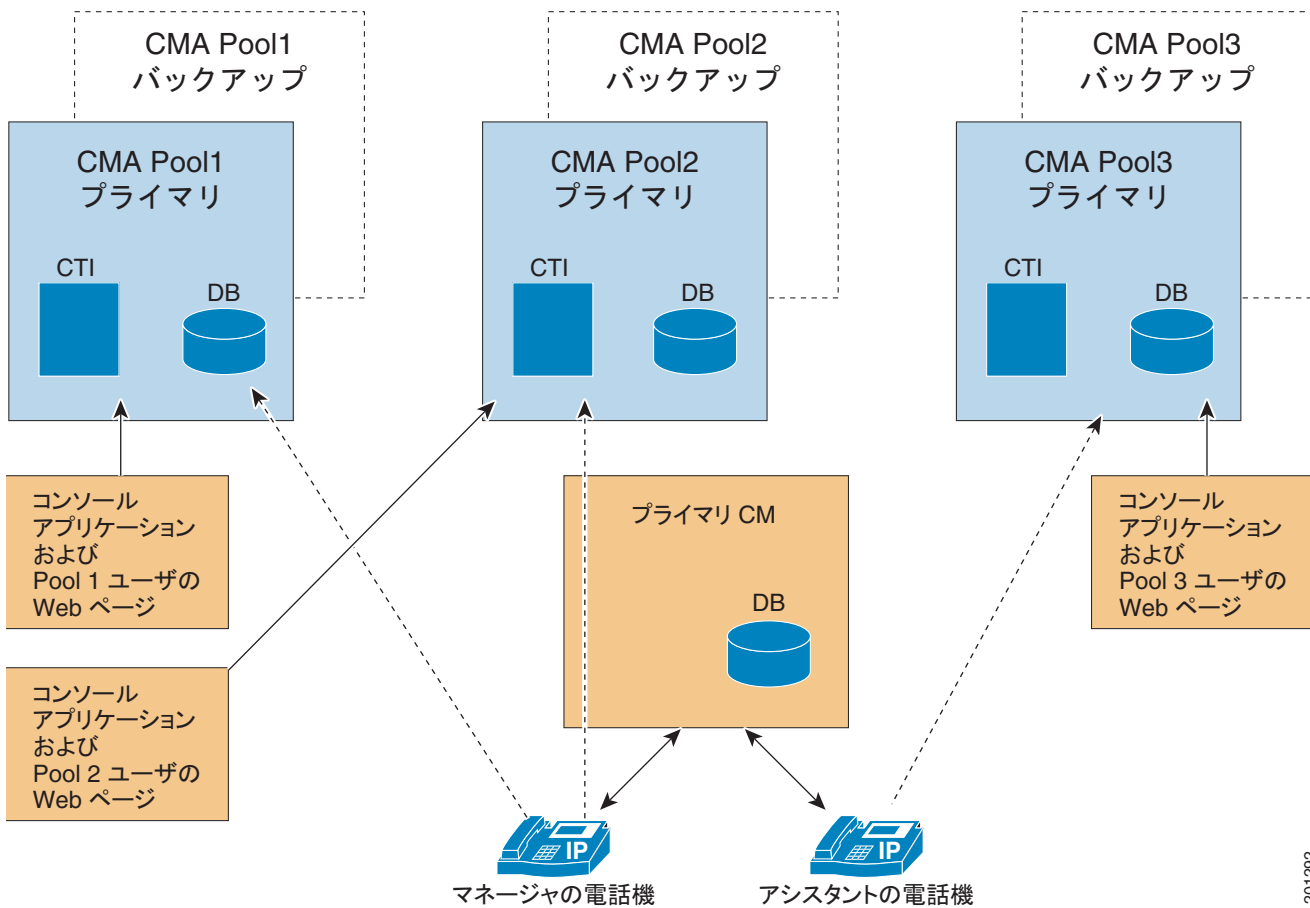 CMA Pool1
バックアップ
CMA Pool2
バックアップ
CMA Pool3
バックアップ
CMA Pool1
プライマリ
CTI
DB
CMA Pool2
プライマリ
CTI
DB
CMA Pool3
プライマリ
CTI
DB
コンソール
アプリケーション
および
Pool 1 ユーザの
Web ページ
プライマリ CM
DB
コンソール
アプリケーション
および
Pool 3 ユーザの
Web ページ
コンソール
アプリケーション
および
Pool 2 ユーザの
Web ページ
IP
マネージャの電話機
IP
アシスタントの電話機